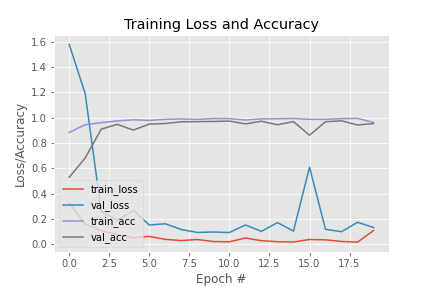 Training Loss and Accuracy
1.6
1.4
1.2
1.0
0.8
0.6
0.4
0.2
0.0
Loss/Accuracy
train_loss
val_loss
train_acc
val_acc
0.0 2.5 5.0 7.5 10.0 12.5 15.0 17.5
Epoch #